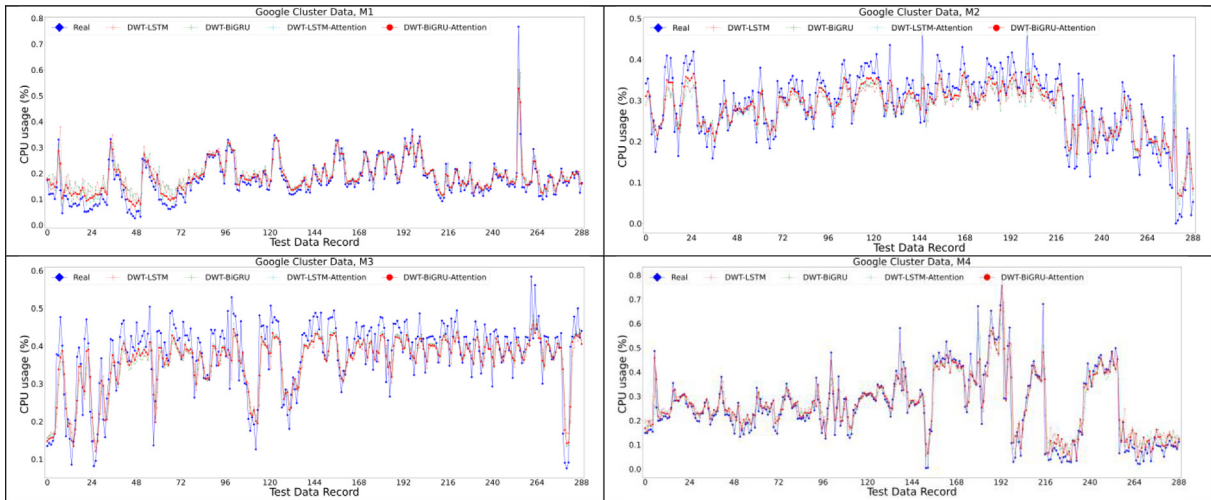 Google Cluster Data, M1
Real DWT-LSTM DWT-BiGRU DWT-LSTM-Attention DWT-BiGRU-Attention
0.8
0.7
0.6
0.5
0.4
0.3
0.2
0.1
0.0
CPU usage (%)
0 24 48 72 96 120 144 168 192 216 240 264 288
Test Data Record
Google Cluster Data, M2
Real DWT-LSTM DWT-BiGRU DWT-LSTM-Attention DWT-BiGRU-Attention
0.5
0.4
0.3
0.2
0.1
0.0
CPU usage (%)
0 24 48 72 96 120 144 168 192 216 240 264 288
Test Data Record
Google Cluster Data, M3
Real DWT-LSTM DWT-BiGRU DWT-LSTM-Attention DWT-BiGRU-Attention
0.6
0.5
0.4
0.3
0.2
0.1
CPU usage (%)
0 24 48 72 96 120 144 168 192 216 240 264 288
Test Data Record
Google Cluster Data, M4
Real DWT-LSTM DWT-BiGRU DWT-LSTM-Attention DWT-BiGRU-Attention
0.8
0.7
0.6
0.5
0.4
0.3
0.2
0.1
0.0
CPU usage (%)
0 24 48 72 96 120 144 168 192 216 240 264 288
Test Data Record